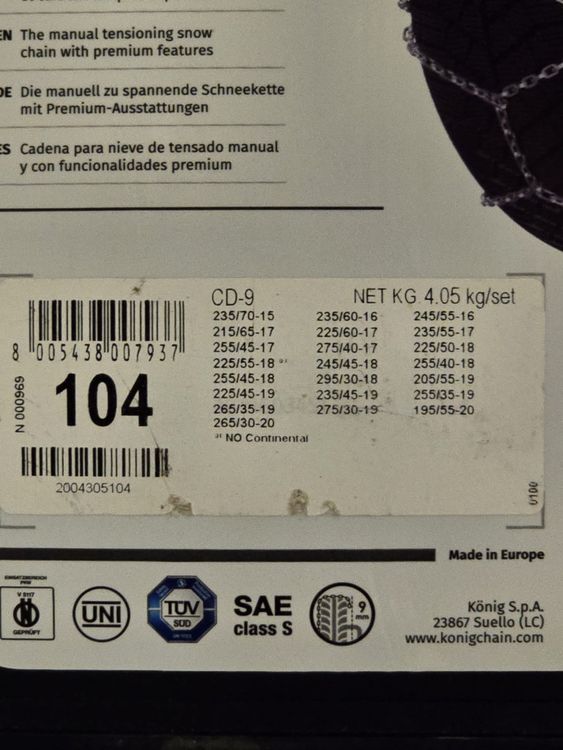 EN The manual tensioning snow
chain with premium features
DE Die manuell zu spannende Schneekette
mit Premium-Ausstattungen
ES Cadena para nieve de tensado manual
y con funcionalidades premium
CD-9 NET KG. 4.05 kg/set
235/70-15 235/60-16 245/55-16
215/65-17 225/60-17 235/55-17
255/45-17 275/40-17 225/50-18
225/55-18 245/45-18 255/40-18
255/45-18 295/30-18 205/55-19
225/45-19 235/45-19 255/35-19
265/35-19 275/30-19 195/55-20
265/30-20
NO Continental
8 005438 007937
N 000969
104
2004305104
0100
Made in Europe
EINSATZBEREICH
PKW
V 5117
GEPRÜFT
UNI
TÜV
SÜD
SAE
class S
9
mm
König S.p.A.
23867 Suello (LC)
www.konigchain.com